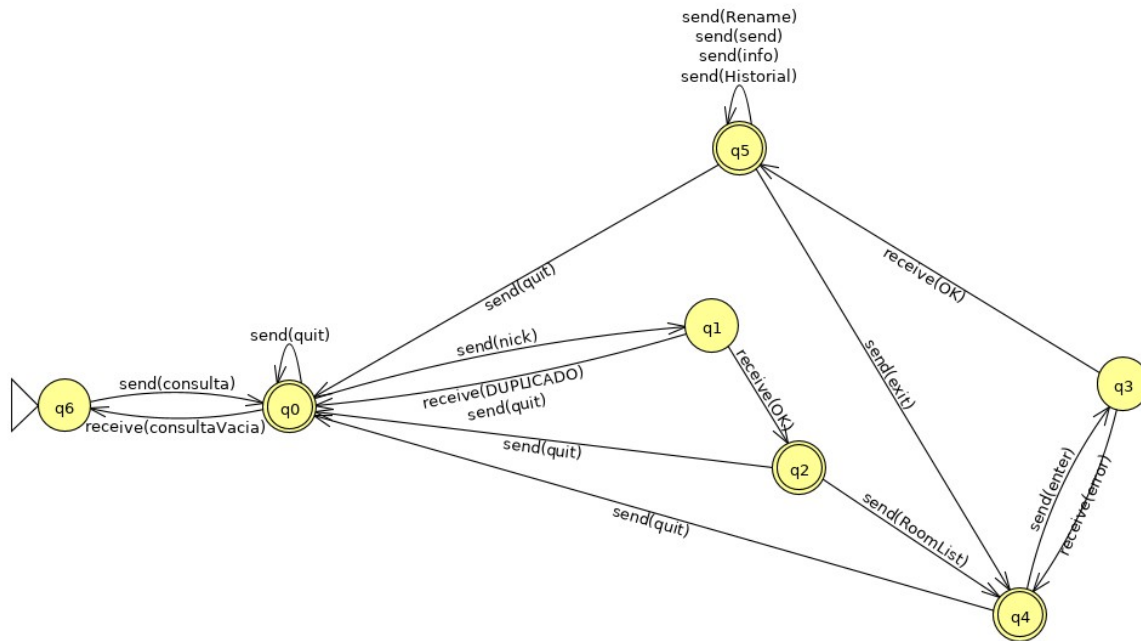 send(Rename)
send(send)
send(info)
send(Historial)
q5
send(quit)
receive(OK)
q1
send(nick)
send(quit)
receive(DUPLICADO)
send(quit)
receive(OK)
send(exit)
q3
send(consulta)
q6
q0
receive(consultaVacia)
send(quit)
q2
send(RoomList)
send(enter)
receive(error)
send(quit)
q4